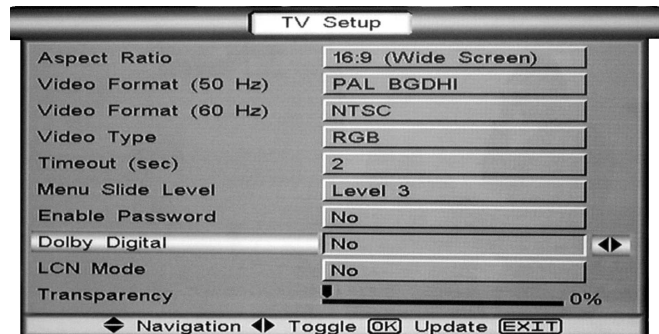 TV Setup
Aspect Ratio 16:9 (Wide Screen)
Video Format (50 Hz) PAL BGDHI
Video Format (60 Hz) NTSC
Video Type RGB
Timeout (sec) 2
Menu Slide Level Level 3
Enable Password No
Dolby Digital No
LCN Mode No
Transparency 0%
Navigation Toggle OK Update EXIT